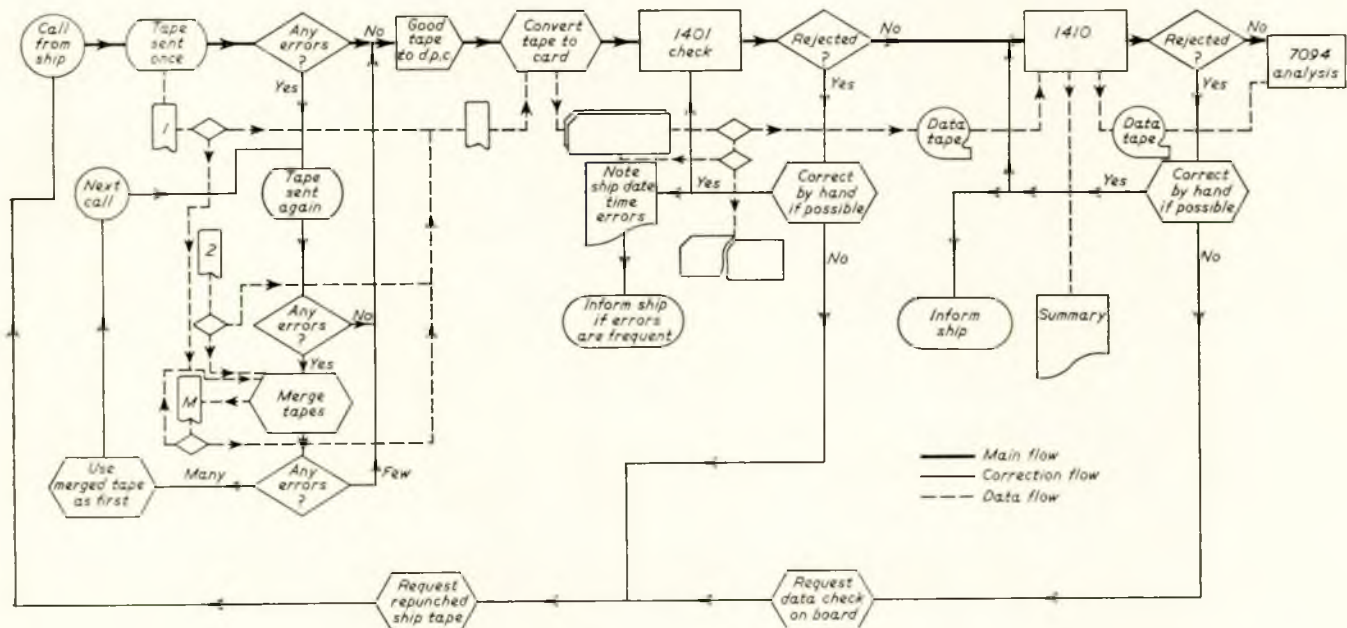 Call
from
ship
Tape
sent
once
Any
errors
?
No
Yes
Good
tape
to d.p.c
Convert
tape to
card
1401
check
Rejected
?
No
Yes
1410
Rejected
?
No
Yes
7094
analysis
1
Next
call
Tape
sent
again
2
Any
errors
?
No
Yes
M
Merge
tapes
Use
merged tape
as first
Many
Any
errors
?
Few
Note
ship date
time
errors
Yes
Correct
by hand
if possible
No
Inform ship
if errors
are frequent
Data
tape
Data
tape
Yes
Correct
by hand
if possible
No
Inform
ship
Summary
Main flow
Correction flow
Data flow
Request
repunched
ship tape
Request
data check
on board